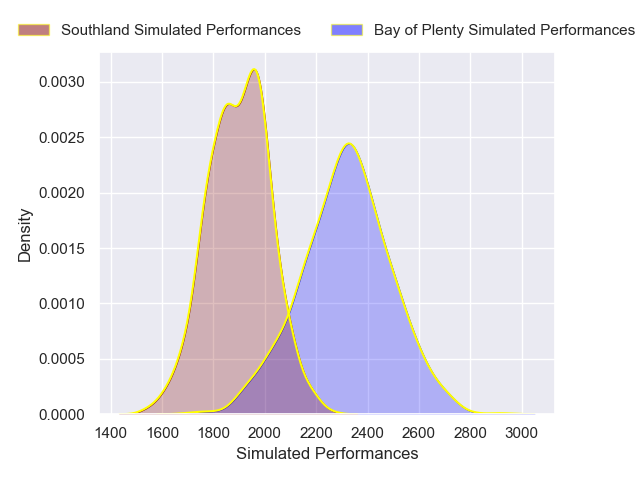 Southland Simulated Performances Bay of Plenty Simulated Performances
0.0030
0.0025
0.0020
0.0015
0.0010
0.0005
0.0000
Density
1400 1600 1800 2000 2200 2400 2600 2800 3000
Simulated Performances